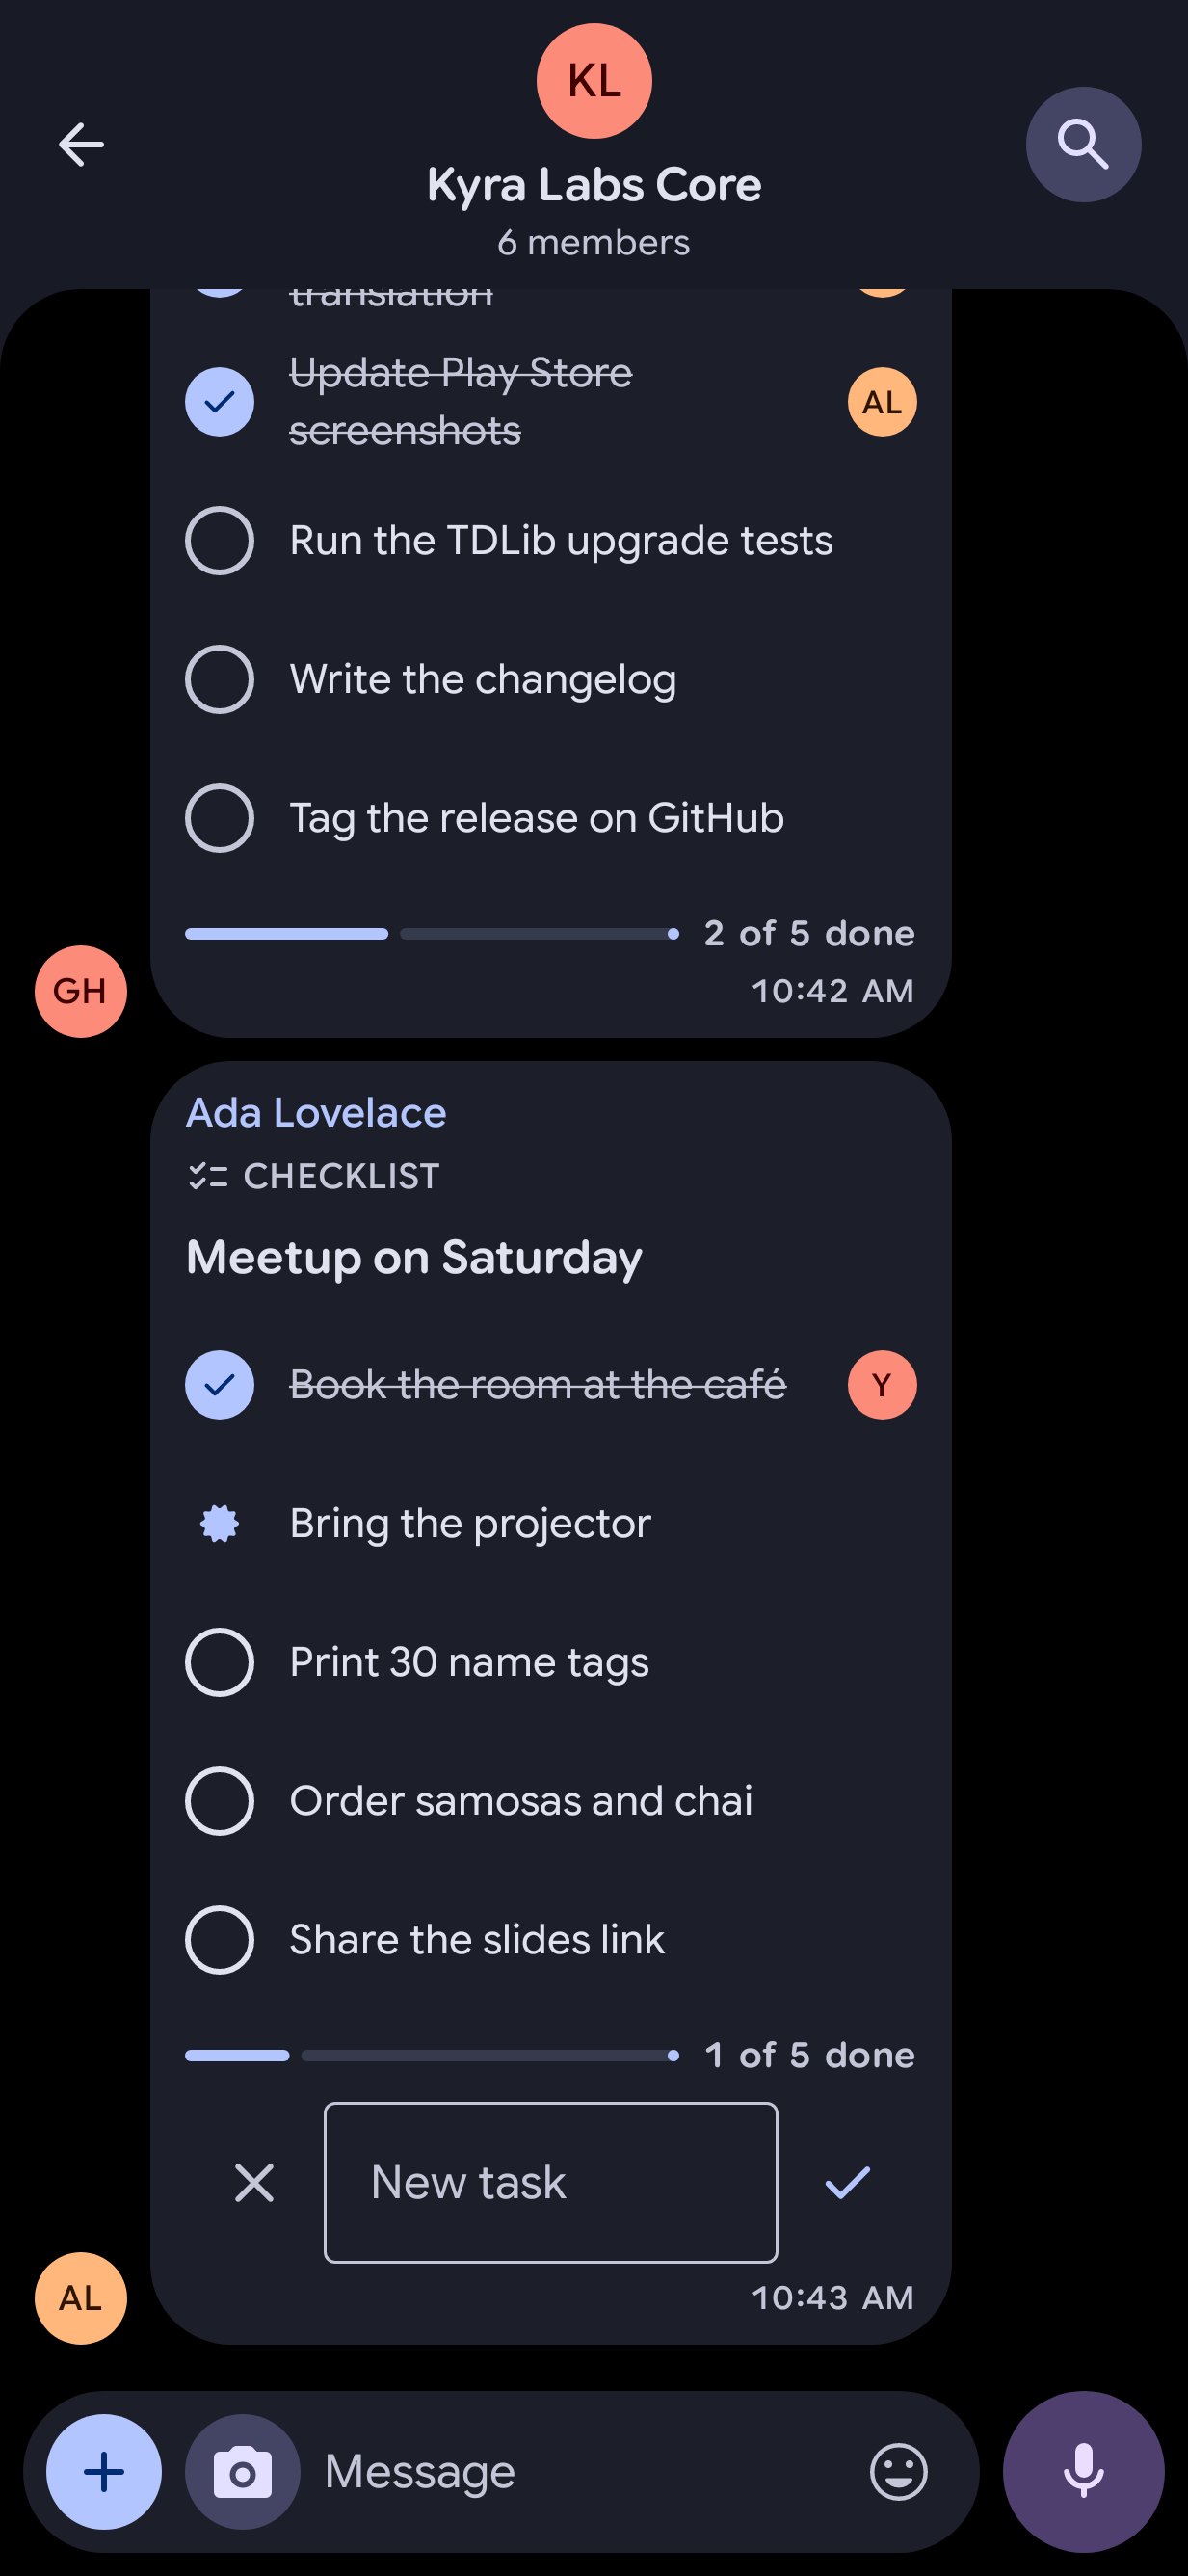 KL
Kyra Labs Core
6 members
translation
Update Play Store
screenshots
AL
Run the TDLib upgrade tests
Write the changelog
Tag the release on GitHub
2 of 5 done
GH
10:42 AM
Ada Lovelace
CHECKLIST
Meetup on Saturday
Book the room at the café
Y
Bring the projector
Print 30 name tags
Order samosas and chai
Share the slides link
1 of 5 done
New task
AL
10:43 AM
Message